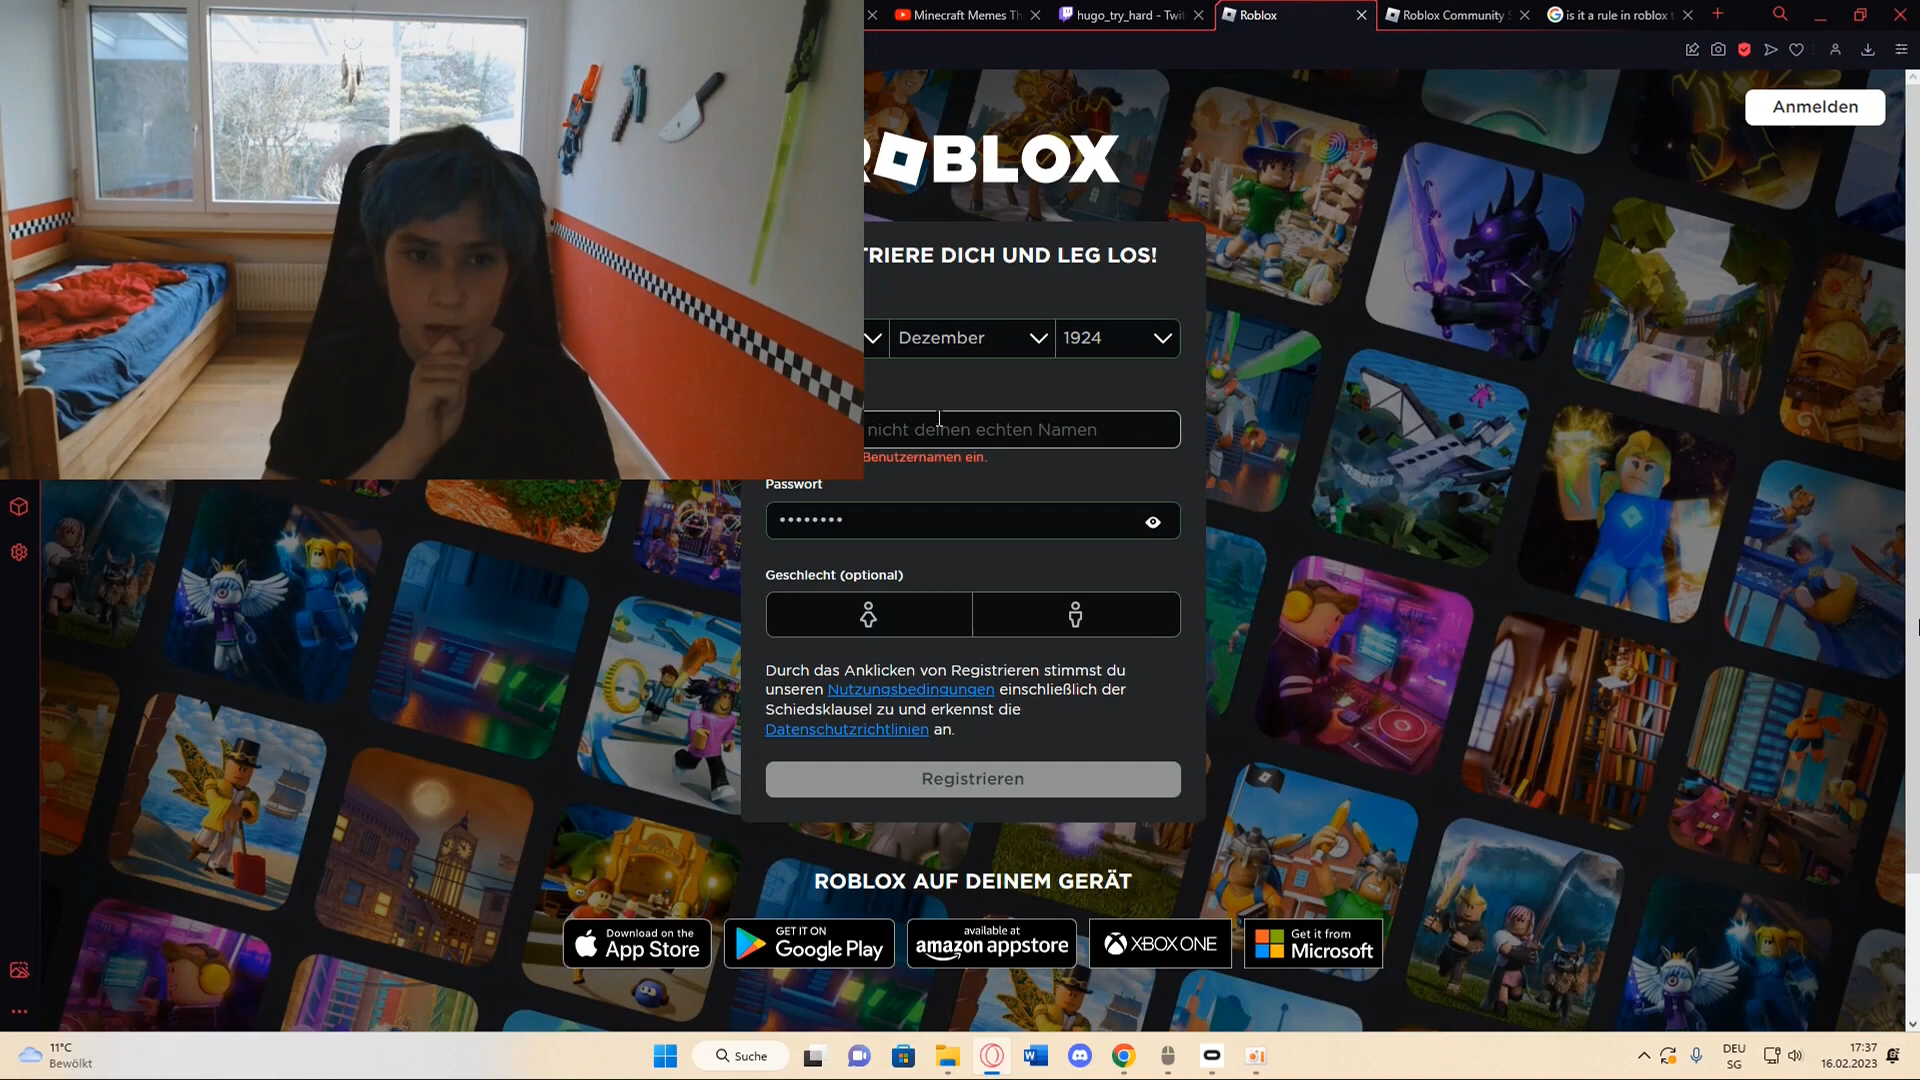 Minecraft Memes Th
hugo_try_hard - Twit
Roblox
Roblox Community S
is it a rule in roblox t
Anmelden
ROBLOX
TRIERE DICH UND LEG LOS!
Dezember
1924
nicht deinen echten Namen
Benutzernamen ein.
Passwort
••••••••
Geschlecht (optional)
Durch das Anklicken von Registrieren stimmst du
unseren Nutzungsbedingungen einschließlich der
Schiedsklausel zu und erkennst die
Datenschutzrichtlinien an.
Registrieren
ROBLOX AUF DEINEM GERÄT
Download on the
App Store
GET IT ON
Google Play
available at
amazon appstore
XBOX ONE
Get it from
Microsoft
11°C
Bewölkt
Suche
DEU
SG
17:37
16.02.2023